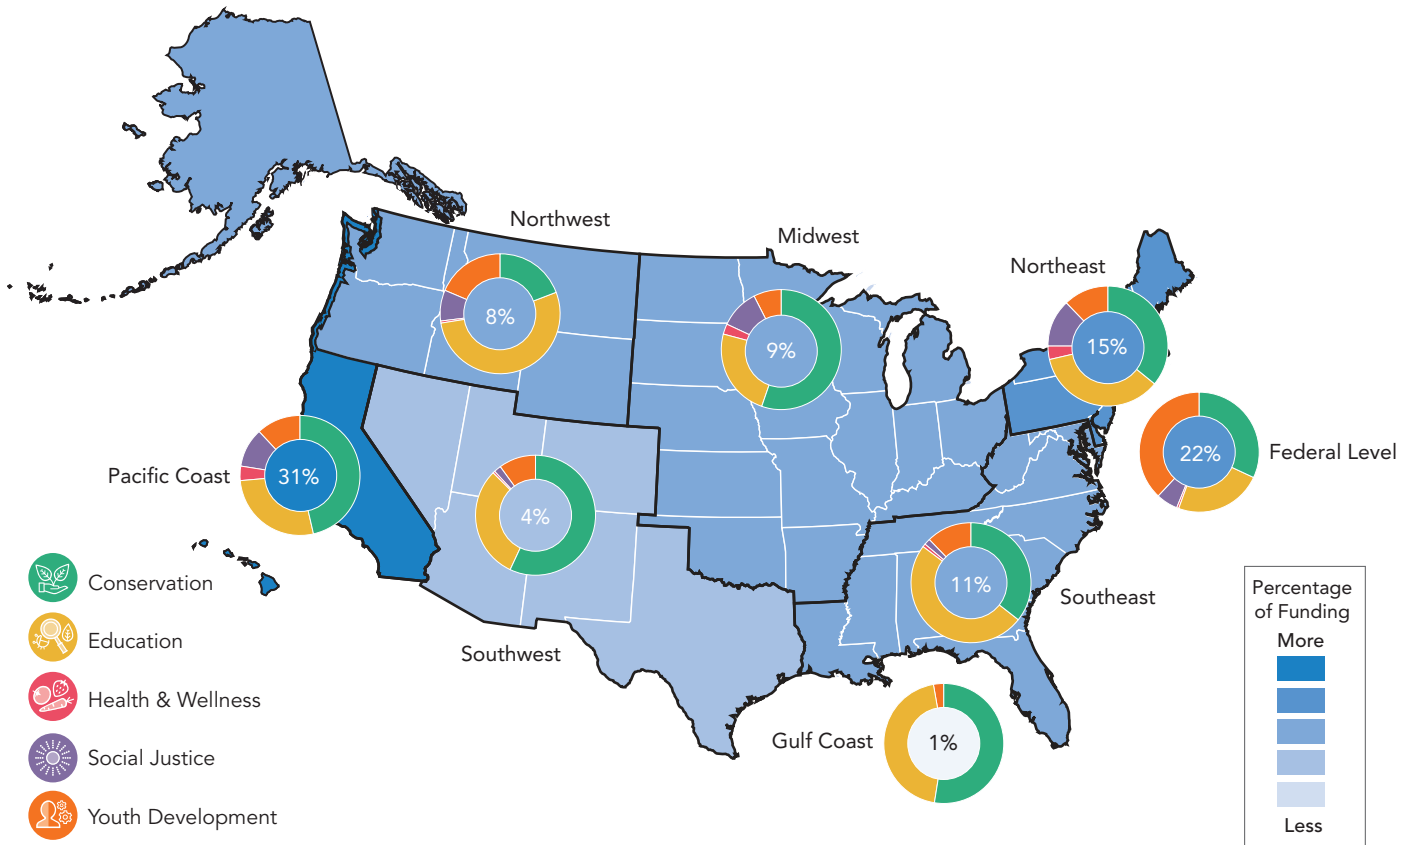 Northwest
Midwest
Northeast
8%
9%
15%
Pacific Coast
31%
22%
Federal Level
4%
11%
Southeast
Southwest
Gulf Coast
1%
Conservation
Education
Health & Wellness
Social Justice
Youth Development
Percentage
of Funding
More
Less